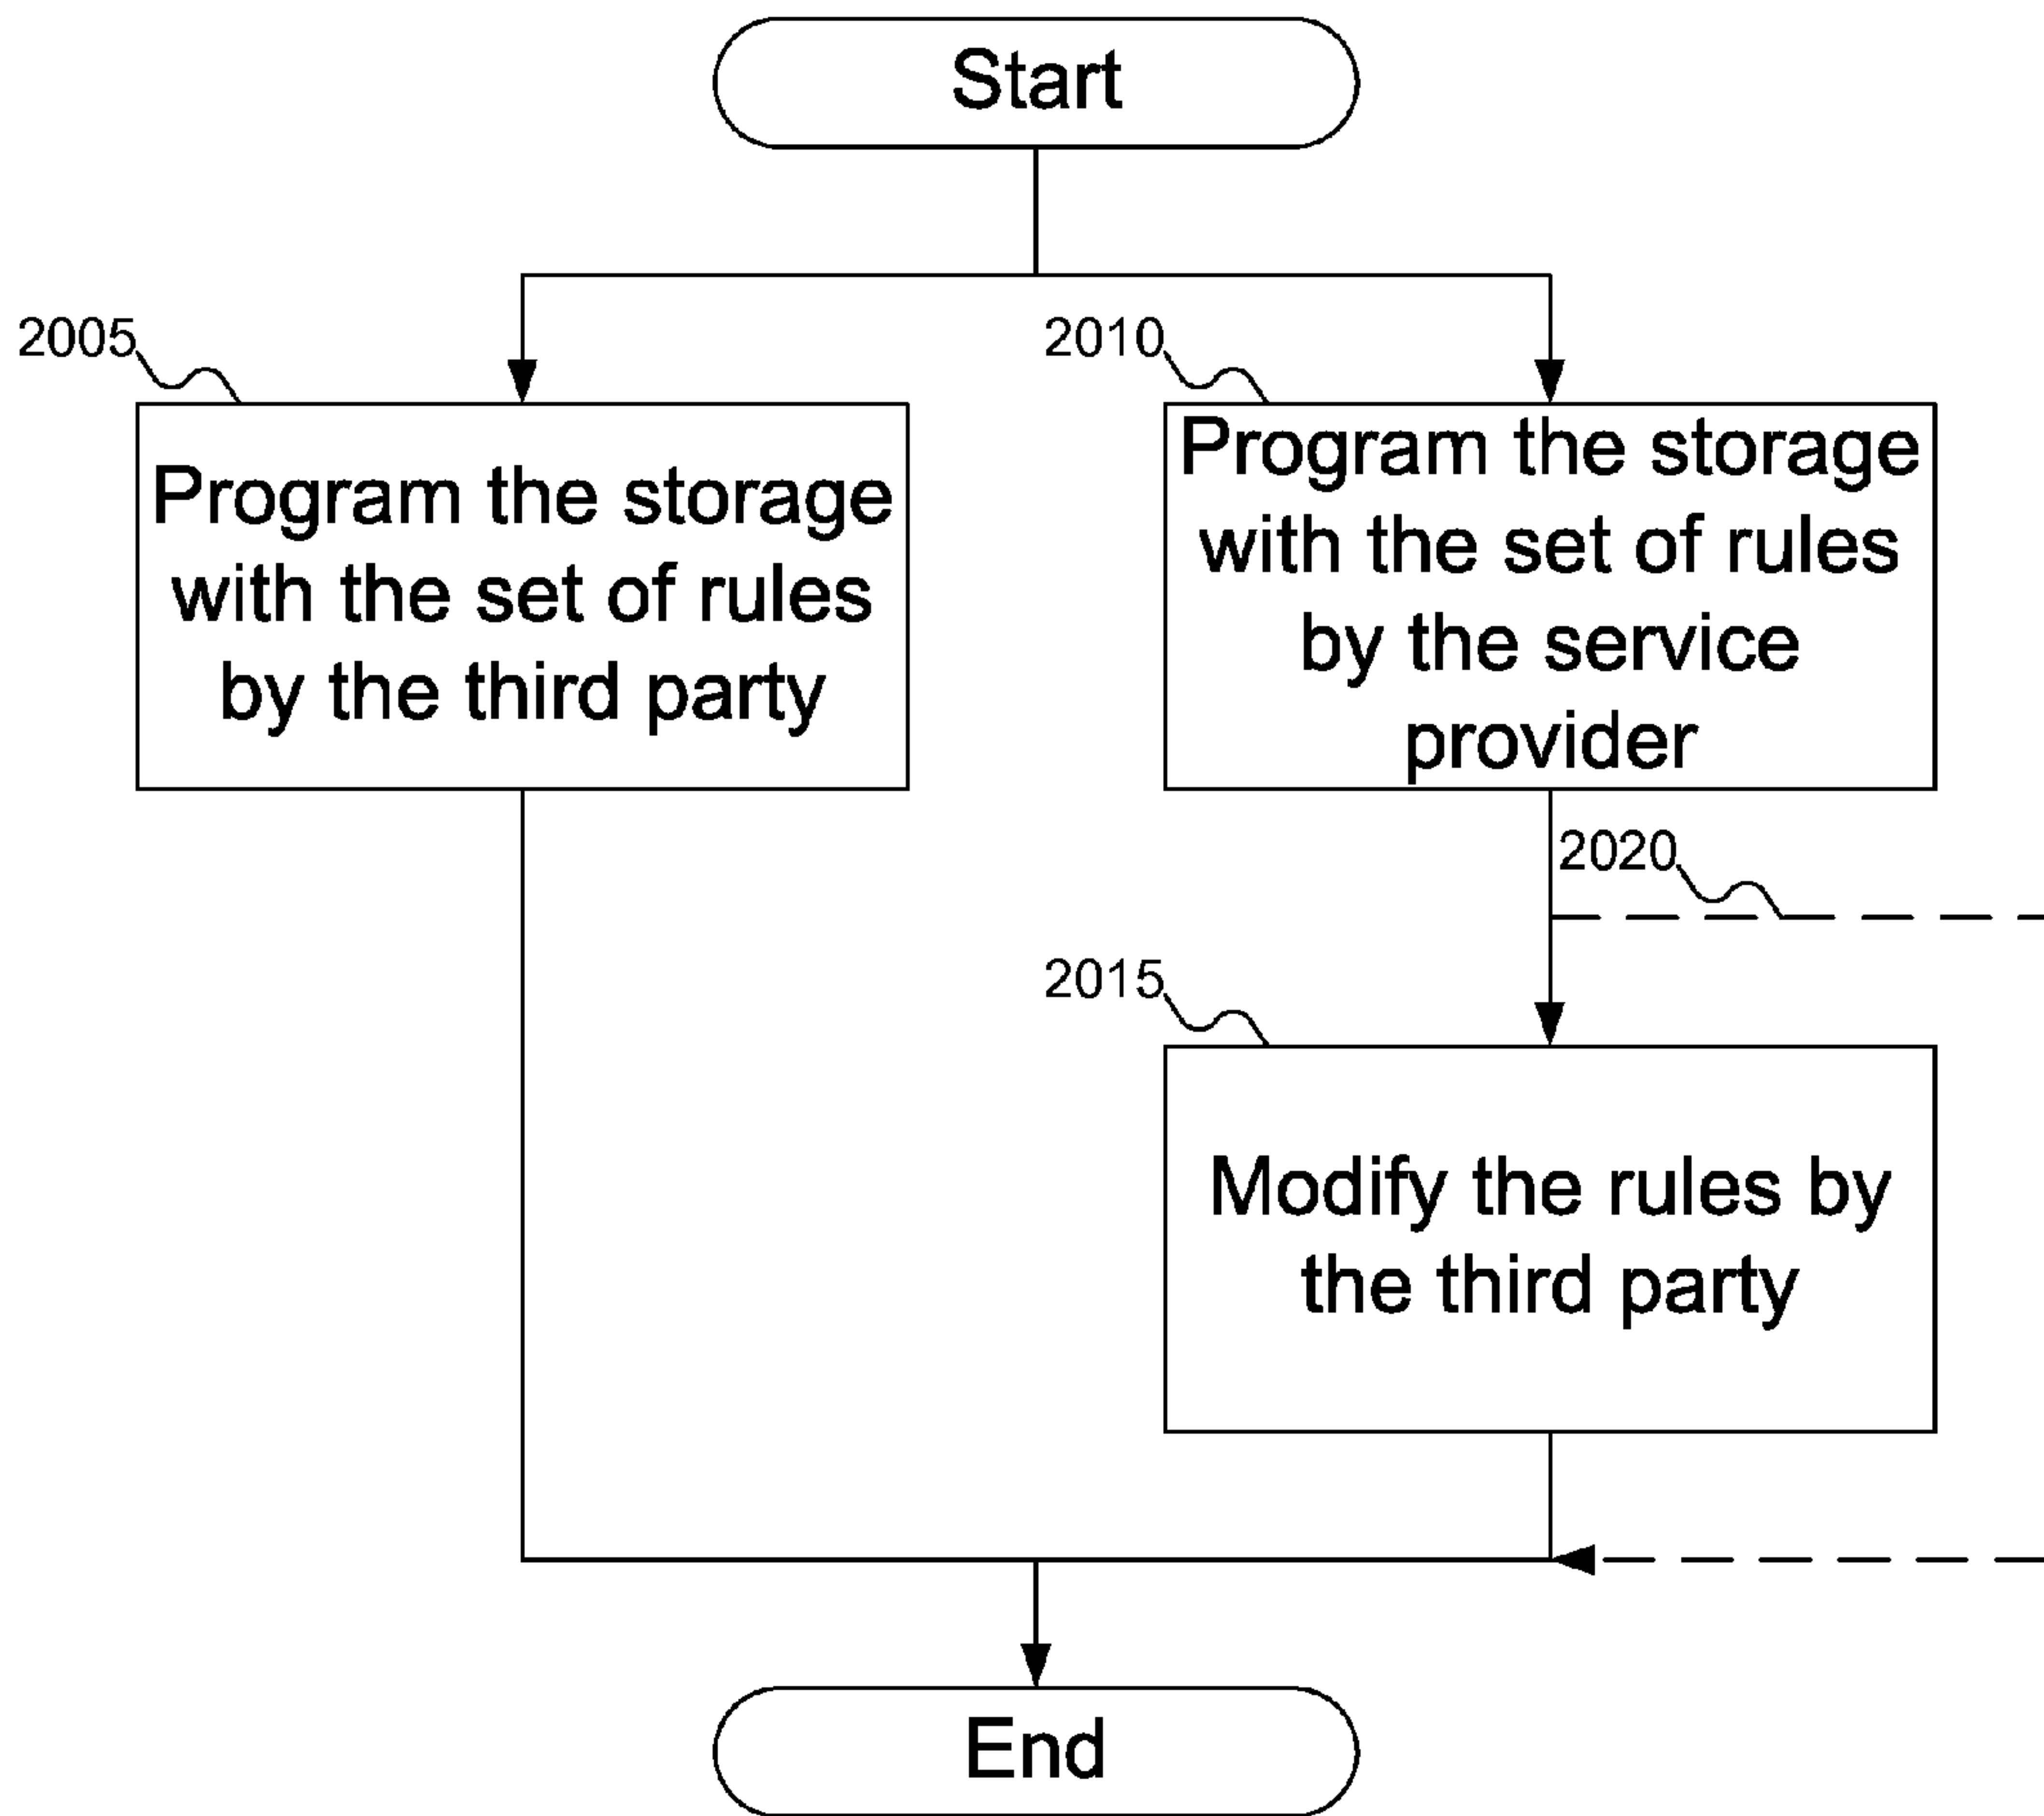 Start
2005
2010
Program the storage
with the set of rules
by the third party
Program the storage
with the set of rules
by the service
provider
2020
2015
Modify the rules by
the third party
End